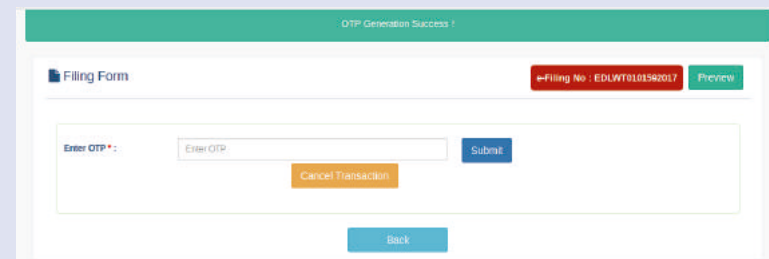 OTP Generation Success !
Filing Form
e-Filing No : EDLWT0101592017
Preview
Enter OTP * :
Enter OTP
Submit
Cancel Transaction
Back